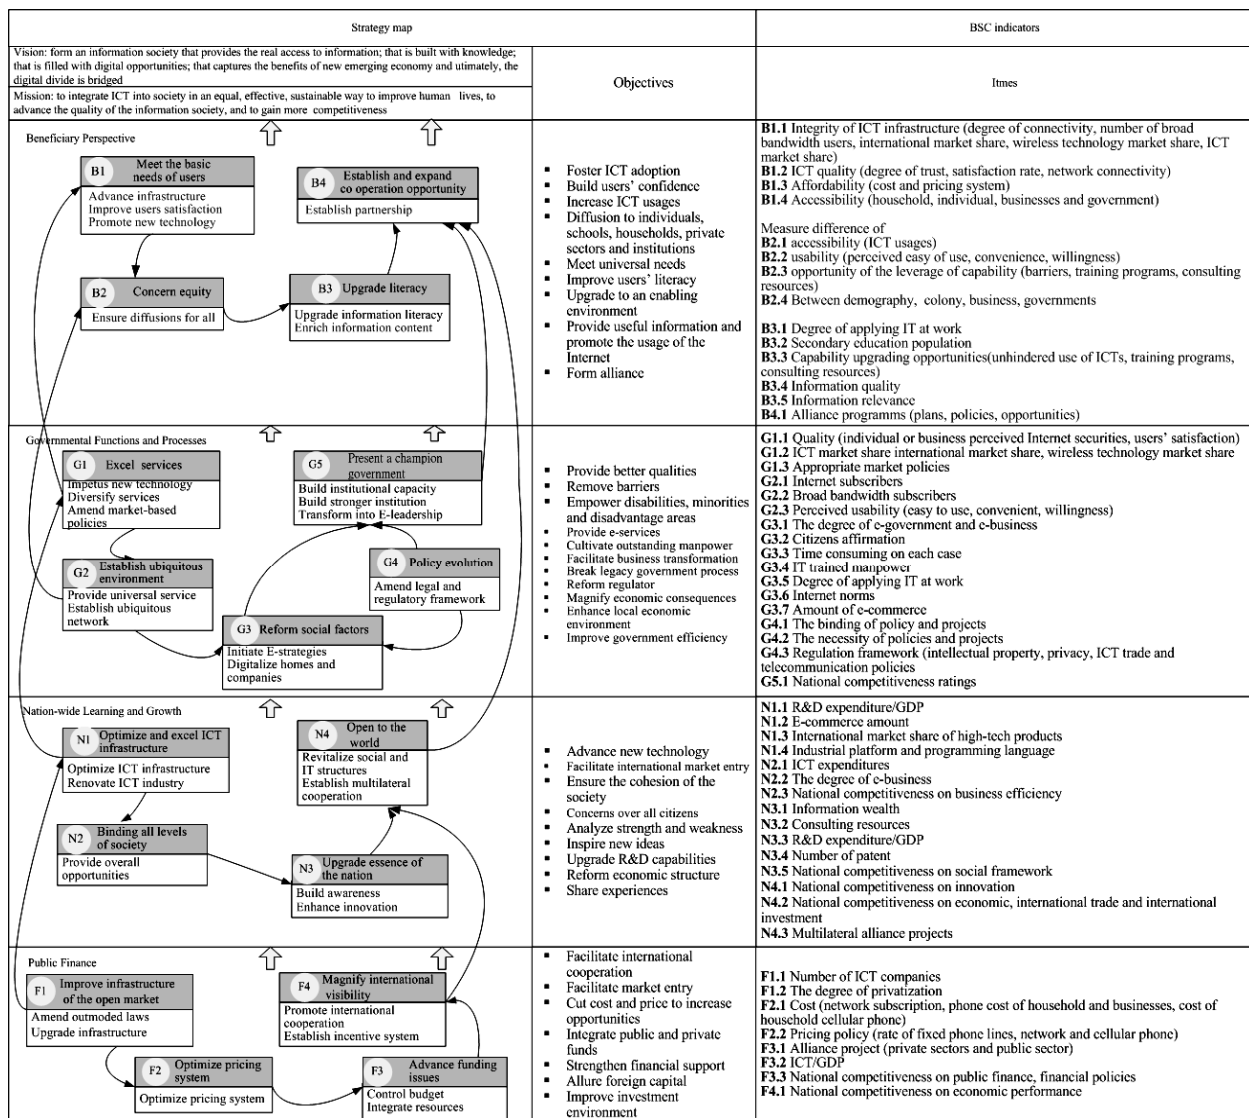 Strategy map
BSC indicators
Vision: form an information society that provides the real access to information; that is built with knowledge;
that is filled with digital opportunities; that captures the benefits of new emerging economy and utimately, the
digital divide is bridged
Mission: to integrate ICT into society in an equal, effective, sustainable way to improve human lives, to
advance the quality of the information society, and to gain more competitiveness
Objectives
Itmes
Beneficiary Perspective
B1
Meet the basic
needs of users
Advance infrastructure
Improve users satisfaction
Promote new technology
B4
Establish and expand
co operation opportunity
Establish partnership
B2
Concern equity
Ensure diffusions for all
B3
Upgrade literacy
Upgrade information literacy
Enrich information content
▪ Foster ICT adoption
▪ Build users' confidence
▪ Increase ICT usages
▪ Diffusion to individuals,
schools, households, private
sectors and institutions
▪ Meet universal needs
▪ Improve users' literacy
▪ Upgrade to an enabling
environment
▪ Provide useful information and
promote the usage of the
Internet
▪ Form alliance
B1.1 Integrity of ICT infrastructure (degree of connectivity, number of broad
bandwidth users, international market share, wireless technology market share, ICT
market share)
B1.2 ICT quality (degree of trust, satisfaction rate, network connectivity)
B1.3 Affordability (cost and pricing system)
B1.4 Accessibility (household, individual, businesses and government)
Measure difference of
B2.1 accessibility (ICT usages)
B2.2 usability (perceived easy of use, convenience, willingness)
B2.3 opportunity of the leverage of capability (barriers, training programs, consulting
resources)
B2.4 Between demography, colony, business, governments
B3.1 Degree of applying IT at work
B3.2 Secondary education population
B3.3 Capability upgrading opportunities(unhindered use of ICTs, training programs,
consulting resources)
B3.4 Information quality
B3.5 Information relevance
B4.1 Alliance programms (plans, policies, opportunities)
Governmental Functions and Processes
G1
Excel services
Impetus new technology
Diversify services
Amend market-based
policies
G5
Present a champion
government
Build institutional capacity
Build stronger institution
Transform into E-leadership
G2
Establish ubiquitous
environment
Provide universal service
Establish ubiquitous
network
G4
Policy evolution
Amend legal and
regulatory framework
G3
Reform social factors
Initiate E-strategies
Digitalize homes and
companies
▪ Provide better qualities
▪ Remove barriers
▪ Empower disabilities, minorities
and disadvantage areas
▪ Provide e-services
▪ Cultivate outstanding manpower
▪ Facilitate business transformation
▪ Break legacy government process
▪ Reform regulator
▪ Magnify economic consequences
▪ Enhance local economic
environment
▪ Improve government efficiency
G1.1 Quality (individual or business perceived Internet securities, users' satisfaction)
G1.2 ICT market share international market share, wireless technology market share
G1.3 Appropriate market policies
G2.1 Internet subscribers
G2.2 Broad bandwidth subscribers
G2.3 Perceived usability (easy to use, convenient, willingness)
G3.1 The degree of e-government and e-business
G3.2 Citizens affirmation
G3.3 Time consuming on each case
G3.4 IT trained manpower
G3.5 Degree of applying IT at work
G3.6 Internet norms
G3.7 Amount of e-commerce
G4.1 The binding of policy and projects
G4.2 The necessity of policies and projects
G4.3 Regulation framework (intellectual property, privacy, ICT trade and
telecommunication policies
G5.1 National competitiveness ratings
Nation-wide Learning and Growth
N1
Optimize and excel ICT
infrastructure
Optimize ICT infrastructure
Renovate ICT industry
N4
Open to the
world
Revitalize social and
IT structures
Establish multilateral
cooperation
N2
Binding all levels
of society
Provide overall
opportunities
N3
Upgrade essence of
the nation
Build awareness
Enhance innovation
▪ Advance new technology
▪ Facilitate international market entry
▪ Ensure the cohesion of the
society
▪ Concerns over all citizens
▪ Analyze strength and weakness
▪ Inspire new ideas
▪ Upgrade R&D capabilities
▪ Reform economic structure
▪ Share experiences
N1.1 R&D expenditure/GDP
N1.2 E-commerce amount
N1.3 International market share of high-tech products
N1.4 Industrial platform and programming language
N2.1 ICT expenditures
N2.2 The degree of e-business
N2.3 National competitiveness on business efficiency
N3.1 Information wealth
N3.2 Consulting resources
N3.3 R&D expenditure/GDP
N3.4 Number of patent
N3.5 National competitiveness on social framework
N4.1 National competitiveness on innovation
N4.2 National competitiveness on economic, international trade and international
investment
N4.3 Multilateral alliance projects
Public Finance
F1
Improve infrastructure
of the open market
Amend outmoded laws
Upgrade infrastructure
F4
Magnify international
visibility
Promote international
cooperation
Establish incentive system
F2
Optimize pricing
system
Optimize pricing system
F3
Advance funding
issues
Control budget
Integrate resources
▪ Facilitate international
cooperation
▪ Facilitate market entry
▪ Cut cost and price to increase
opportunities
▪ Integrate public and private
funds
▪ Strengthen financial support
▪ Allure foreign capital
▪ Improve investment
environment
F1.1 Number of ICT companies
F1.2 The degree of privatization
F2.1 Cost (network subscription, phone cost of household and businesses, cost of
household cellular phone)
F2.2 Pricing policy (rate of fixed phone lines, network and cellular phone)
F3.1 Alliance project (private sectors and public sector)
F3.2 ICT/GDP
F3.3 National competitiveness on public finance, financial policies
F4.1 National competitiveness on economic performance